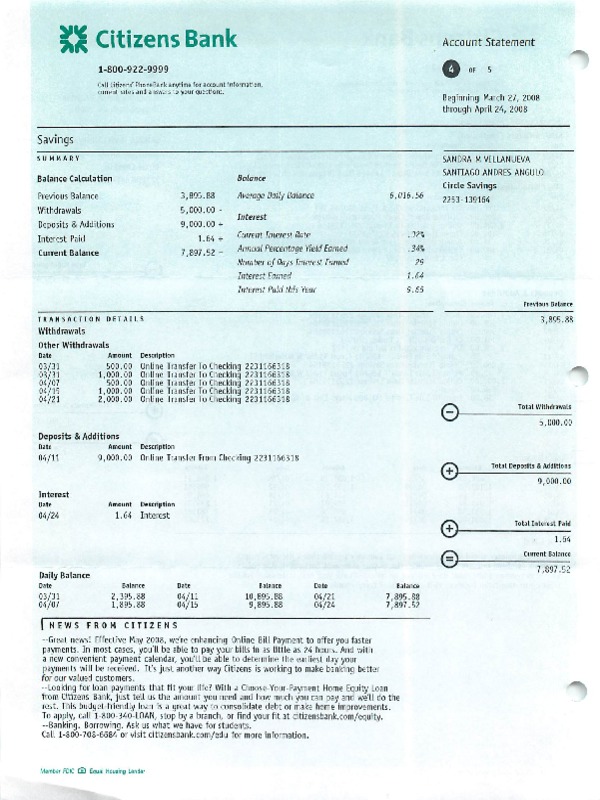 Citizens Bank
Account Statement
1-800-922-9999
Call Citizens' PhoneBank anytime for account information,
current rates and answers to your questions.
4 OF 5
Beginning March 27, 2008
through April 24, 2008
Savings
SUMMARY
SANDRA M VILLANUEVA
SANTIAGO ANDRES ANGULO
Circle Savings
2253-139164
Balance Calculation
Previous Balance 3,895.88
Withdrawals 5,000.00 -
Deposits & Additions 9,000.00 +
Interest Paid 1.64 +
Current Balance 7,897.52 =
Balance
Average Daily Balance 6,016.56
Interest
Current Interest Rate .32%
Annual Percentage Yield Earned .34%
Number of Days Interest Earned 29
Interest Earned 1.64
Interest Paid this Year
Previous Balance
3,895.88
TRANSACTION DETAILS
Withdrawals
Other Withdrawals
Date Amount Description
03/31 500.00 Online Transfer To Checking 2231166318
03/31 1,000.00 Online Transfer To Checking 2231166318
04/07 500.00 Online Transfer To Checking 2231166318
04/15 1,000.00 Online Transfer To Checking 2231166318
04/21 2,000.00 Online Transfer To Checking 2231166318
Total Withdrawals
5,000.00
Deposits & Additions
Date Amount Description
04/11 9,000.00 Online Transfer From Checking 2231166318
Total Deposits & Additions
9,000.00
Interest
Date Amount Description
04/24 1.64 Interest
Total Interest Paid
1.64
Current Balance
7,897.52
Daily Balance
Date Balance Date Balance Date Balance
03/31 2,395.88 04/11 10,895.88 04/21 7,895.88
04/07 1,895.88 04/15 9,895.88 04/24 7,897.52
NEWS FROM CITIZENS
--Great news! Effective May 2008, we're enhancing Online Bill Payment to offer you faster
payments. In most cases, you'll be able to pay your bills in as little as 24 hours. And with
a new convenient payment calendar, you'll be able to determine the earliest day your
payments will be received. It's just another way Citizens is working to make banking better
for our valued customers.
--Looking for loan payments that fit your life? With a Choose-Your-Payment Home Equity Loan
from Citizens Bank, just tell us the amount you need and how much you can pay and we'll do the
rest. This budget-friendly loan is a great way to consolidate debt or make home improvements.
To apply, call 1-800-340-LOAN, stop by a branch, or find your fit at citizensbank.com/equity.
--Banking. Borrowing. Ask us what we have for students.
Call 1-800-708-6684 or visit citizensbank.com/edu for more information.
Member FDIC Equal Housing Lender